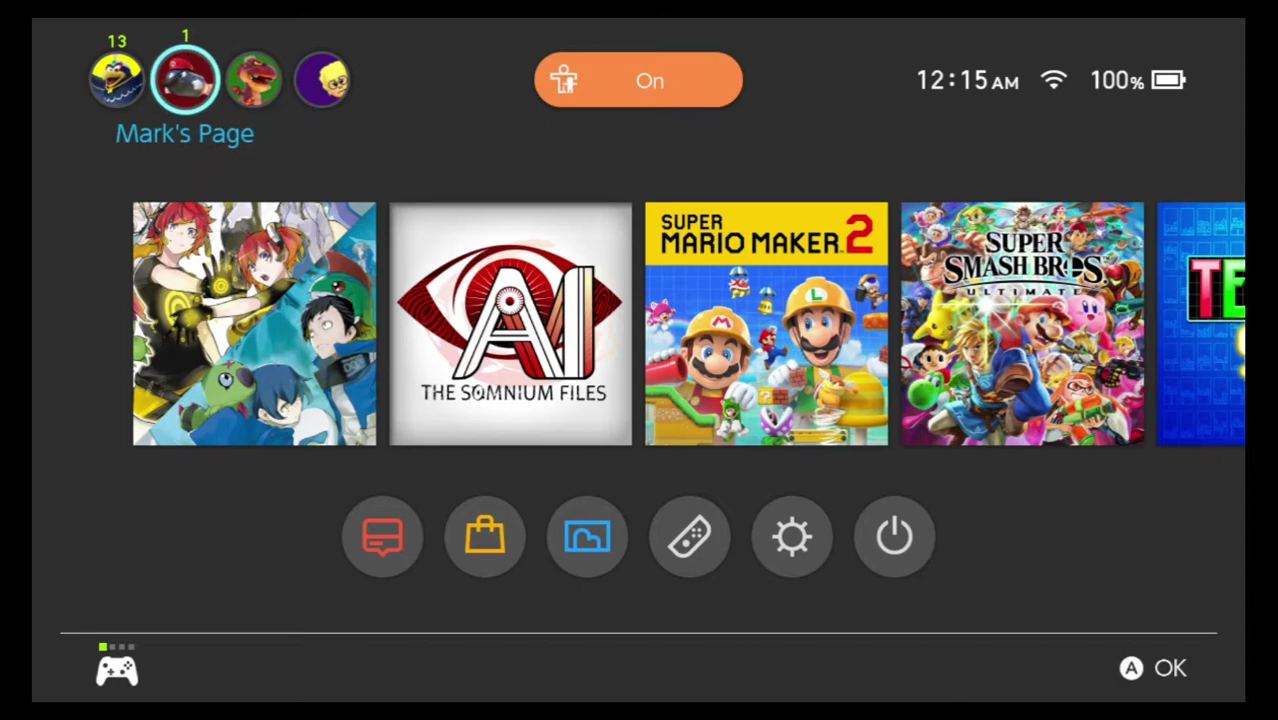 13
1
On
12:15 AM
100%
Mark's Page
AI
THE SOMNIUM FILES
SUPER
MARIO MAKER 2
M
L
SUPER
SMASH BROS.
ULTIMATE
TE
A OK